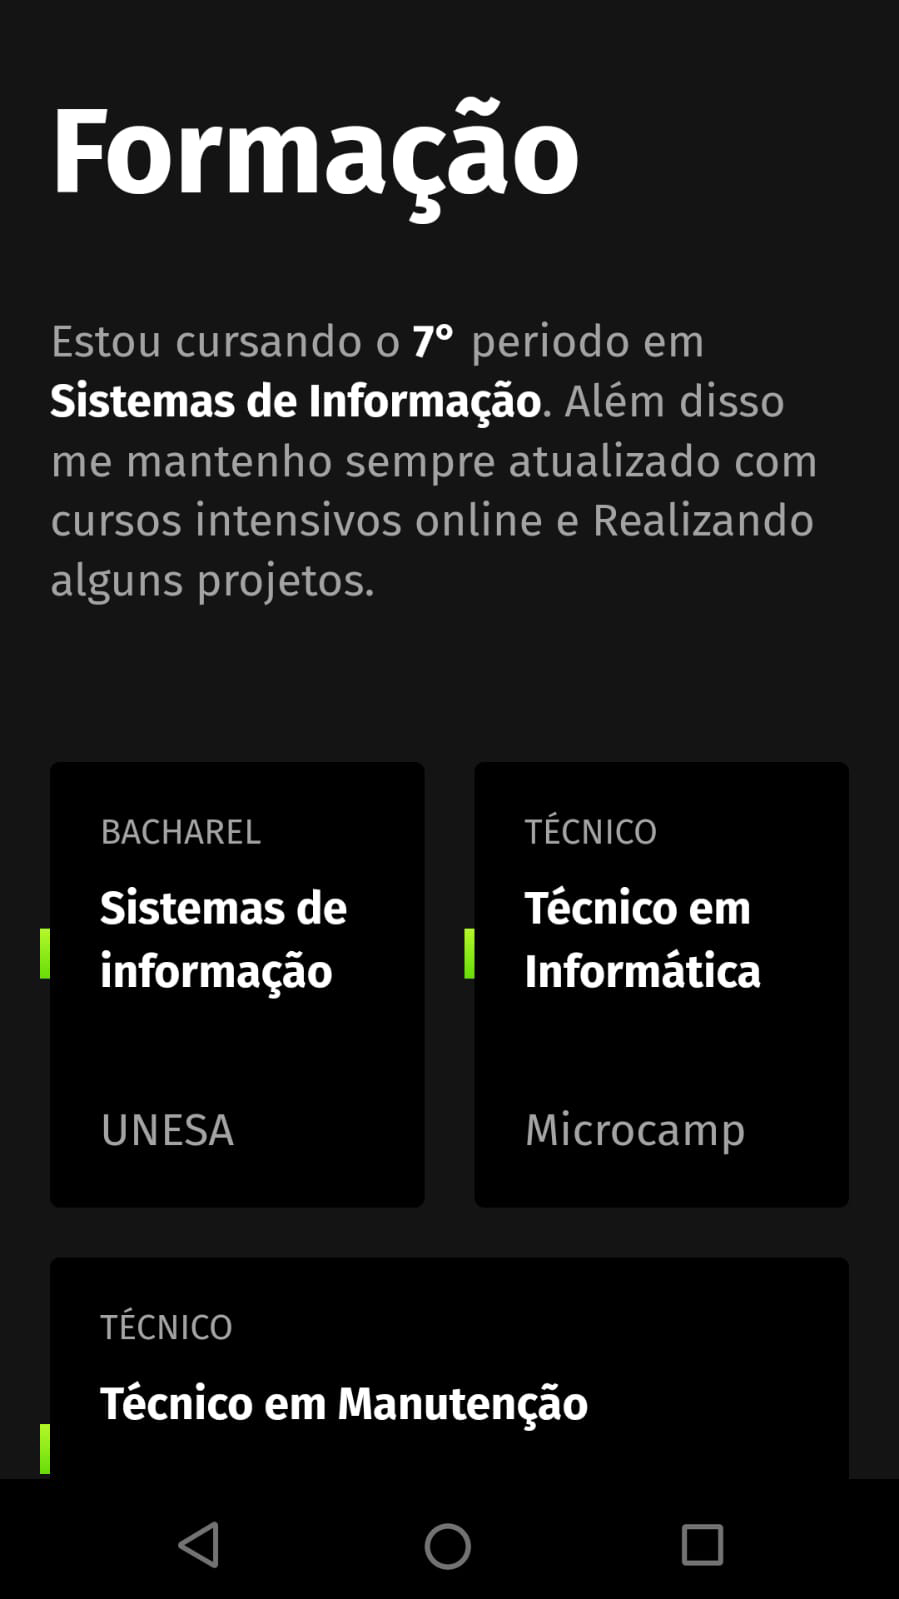 Formação
Estou cursando o 7° periodo em
Sistemas de Informação. Além disso
me mantenho sempre atualizado com
cursos intensivos online e Realizando
alguns projetos.
BACHAREL
Sistemas de
informação
UNESA
TÉCNICO
Técnico em
Informática
Microcamp
TÉCNICO
Técnico em Manutenção